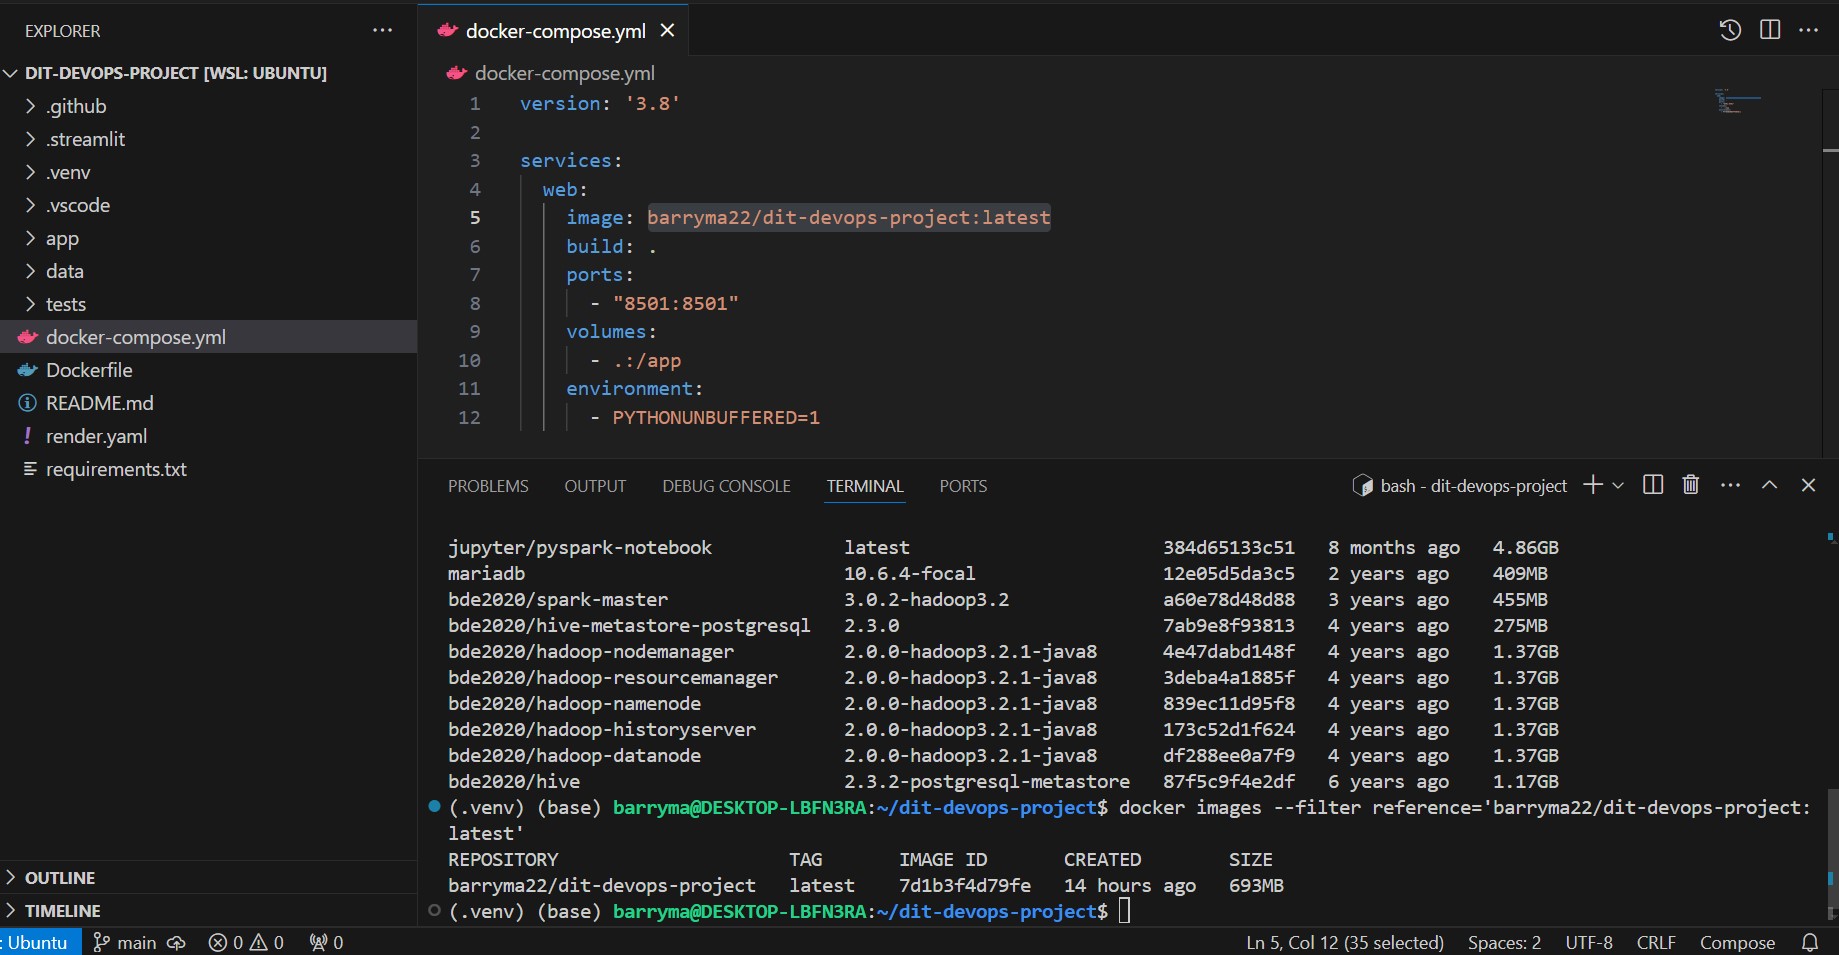 EXPLORER
DIT-DEVOPS-PROJECT [WSL: UBUNTU]
.github
.streamlit
.venv
.vscode
app
data
tests
docker-compose.yml
Dockerfile
README.md
render.yaml
requirements.txt
OUTLINE
TIMELINE
docker-compose.yml
docker-compose.yml
1 version: '3.8'
2
3 services:
4 web:
5 image: barryma22/dit-devops-project:latest
6 build: .
7 ports:
8 - "8501:8501"
9 volumes:
10 - .:/app
11 environment:
12 - PYTHONUNBUFFERED=1
PROBLEMS OUTPUT DEBUG CONSOLE TERMINAL PORTS bash - dit-devops-project
jupyter/pyspark-notebook latest 384d65133c51 8 months ago 4.86GB
mariadb 10.6.4-focal 12e05d5da3c5 2 years ago 409MB
bde2020/spark-master 3.0.2-hadoop3.2 a60e78d48d88 3 years ago 455MB
bde2020/hive-metastore-postgresql 2.3.0 7ab9e8f93813 4 years ago 275MB
bde2020/hadoop-nodemanager 2.0.0-hadoop3.2.1-java8 4e47dabd148f 4 years ago 1.37GB
bde2020/hadoop-resourcemanager 2.0.0-hadoop3.2.1-java8 3deba4a1885f 4 years ago 1.37GB
bde2020/hadoop-namenode 2.0.0-hadoop3.2.1-java8 839ec11d95f8 4 years ago 1.37GB
bde2020/hadoop-historyserver 2.0.0-hadoop3.2.1-java8 173c52d1f624 4 years ago 1.37GB
bde2020/hadoop-datanode 2.0.0-hadoop3.2.1-java8 df288ee0a7f9 4 years ago 1.37GB
bde2020/hive 2.3.2-postgresql-metastore 87f5c9f4e2df 6 years ago 1.17GB
(.venv) (base) barryma@DESKTOP-LBFN3RA:~/dit-devops-project$ docker images --filter reference='barryma22/dit-devops-project:
latest'
REPOSITORY TAG IMAGE ID CREATED SIZE
barryma22/dit-devops-project latest 7d1b3f4d79fe 14 hours ago 693MB
(.venv) (base) barryma@DESKTOP-LBFN3RA:~/dit-devops-project$
: Ubuntu main 0 0 0 Ln 5, Col 12 (35 selected) Spaces: 2 UTF-8 CRLF Compose